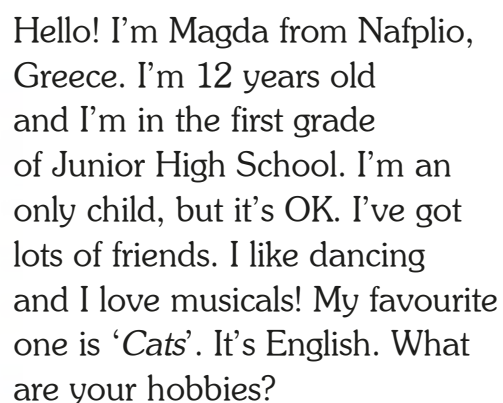 Hello! I’m Magda from Nafplio,
Greece. I’m 12 years old
and I’m in the first grade
of Junior High School. I’m an
only child, but it’s OK. I’ve got
lots of friends. I like dancing
and I love musicals! My favourite
one is ‘Cats’. It’s English. What
are your hobbies?